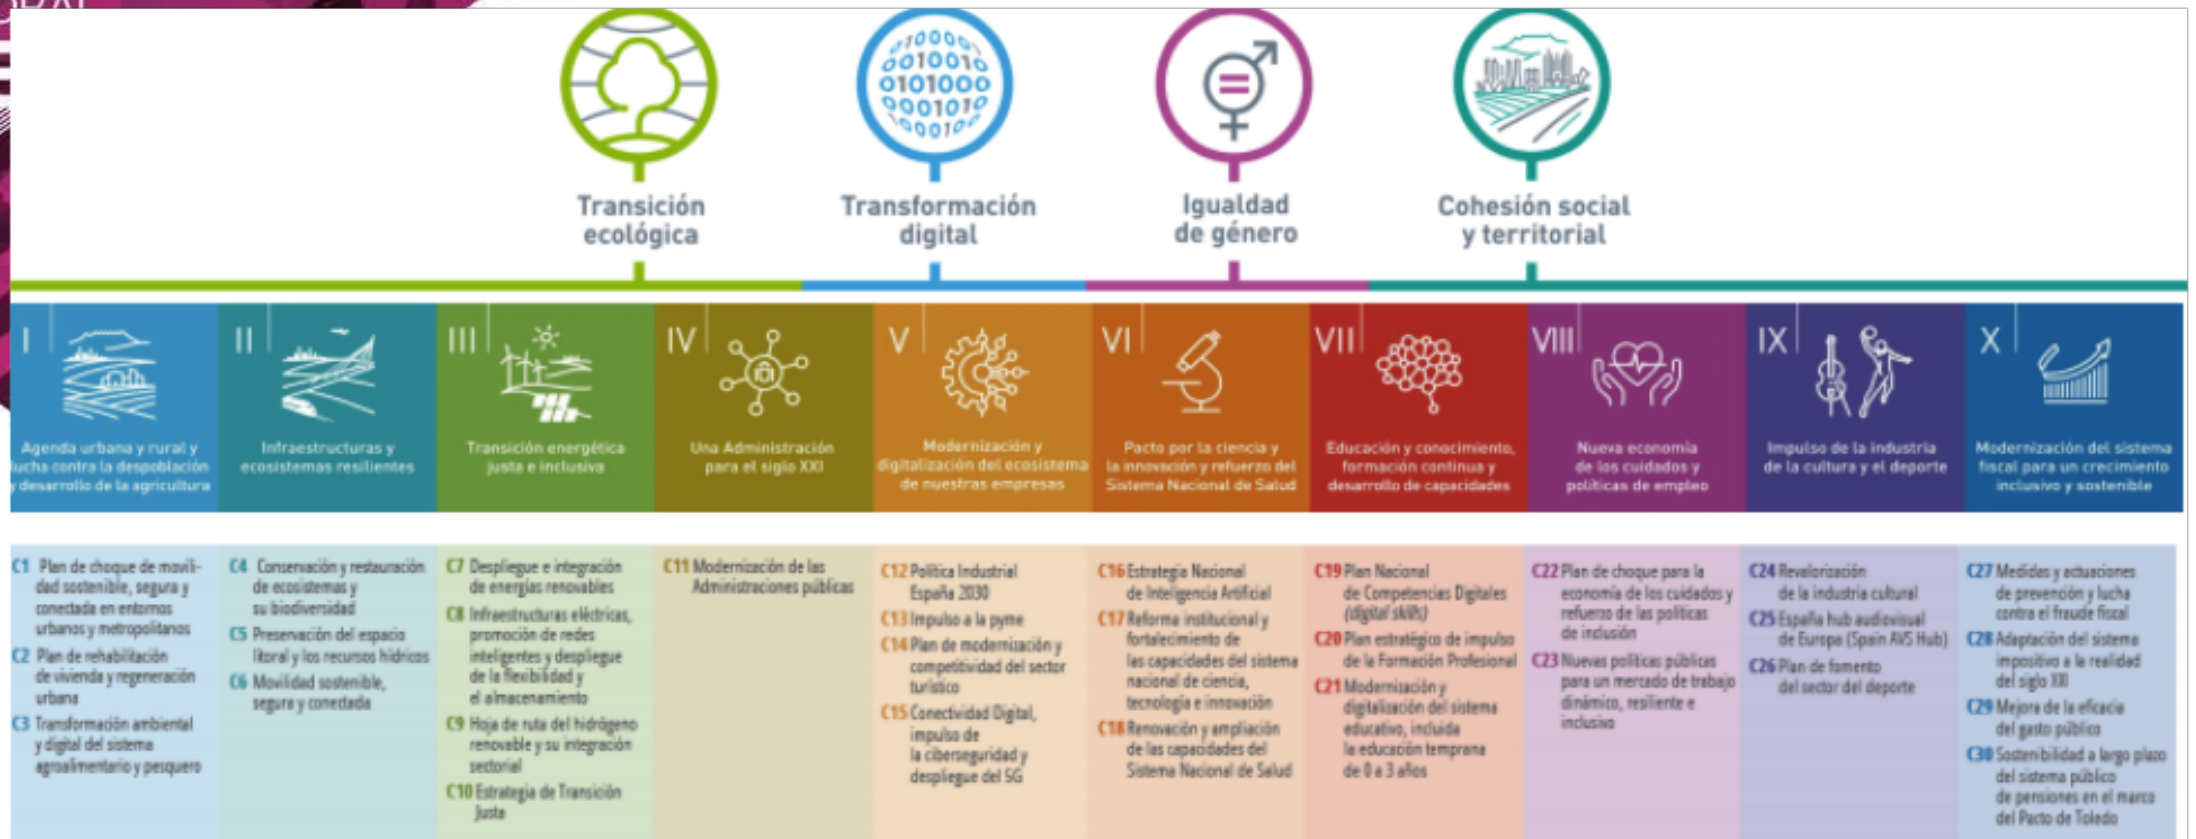 Transición
ecológica
Transformación
digital
Igualdad
de género
Cohesión social
y territorial
I
Agenda urbana y rural y
lucha contra la despoblación
y desarrollo de la agricultura
II
Infraestructuras y
ecosistemas resilientes
III
Transición energética
justa e inclusiva
IV
Una Administración
para el siglo XXI
V
Modernización y
digitalización del ecosistema
de nuestras empresas
VI
Pacto por la ciencia y
la innovación y refuerzo del
Sistema Nacional de Salud
VII
Educación y conocimiento,
formación continua y
desarrollo de capacidades
VIII
Nueva economía
de los cuidados y
políticas de empleo
IX
Impulso de la industria
de la cultura y el deporte
X
Modernización del sistema
fiscal para un crecimiento
inclusivo y sostenible
C1 Plan de choque de movili-
dad sostenible, segura y
conectada en entornos
urbanos y metropolitanos
C2 Plan de rehabilitación
de vivienda y regeneración
urbana
C3 Transformación ambiental
y digital del sistema
agroalimentario y pesquero
C4 Conservación y restauración
de ecosistemas y
su biodiversidad
C5 Preservación del espacio
litoral y los recursos hídricos
C6 Movilidad sostenible,
segura y conectada
C7 Despliegue e integración
de energías renovables
C8 Infraestructuras eléctricas,
promoción de redes
inteligentes y despliegue
de la flexibilidad y
el almacenamiento
C9 Hoja de ruta del hidrógeno
renovable y su integración
sectorial
C10 Estrategia de Transición
Justa
C11 Modernización de las
Administraciones públicas
C12 Política Industrial
España 2030
C13 Impulso a la pyme
C14 Plan de modernización y
competitividad del sector
turístico
C15 Conectividad Digital,
impulso de
la ciberseguridad y
despliegue del 5G
C16 Estrategia Nacional
de Inteligencia Artificial
C17 Reforma institucional y
fortalecimiento de
las capacidades del sistema
nacional de ciencia,
tecnología e innovación
C18 Renovación y ampliación
de las capacidades del
Sistema Nacional de Salud
C19 Plan Nacional
de Competencias Digitales
(digital skills)
C20 Plan estratégico de impulso
de la Formación Profesional
C21 Modernización y
digitalización del sistema
educativo, incluida
la educación temprana
de 0 a 3 años
C22 Plan de choque para la
economía de los cuidados y
refuerzo de las políticas
de inclusión
C23 Nuevas políticas públicas
para un mercado de trabajo
dinámico, resiliente e
inclusivo
C24 Revalorización
de la industria cultural
C25 España hub audiovisual
de Europa (Spain AVS Hub)
C26 Plan de fomento
del sector del deporte
C27 Medidas y actuaciones
de prevención y lucha
contra el fraude fiscal
C28 Adaptación del sistema
impositivo a la realidad
del siglo XXI
C29 Mejora de la eficacia
del gasto público
C30 Sostenibilidad a largo plazo
del sistema público
de pensiones en el marco
del Pacto de Toledo